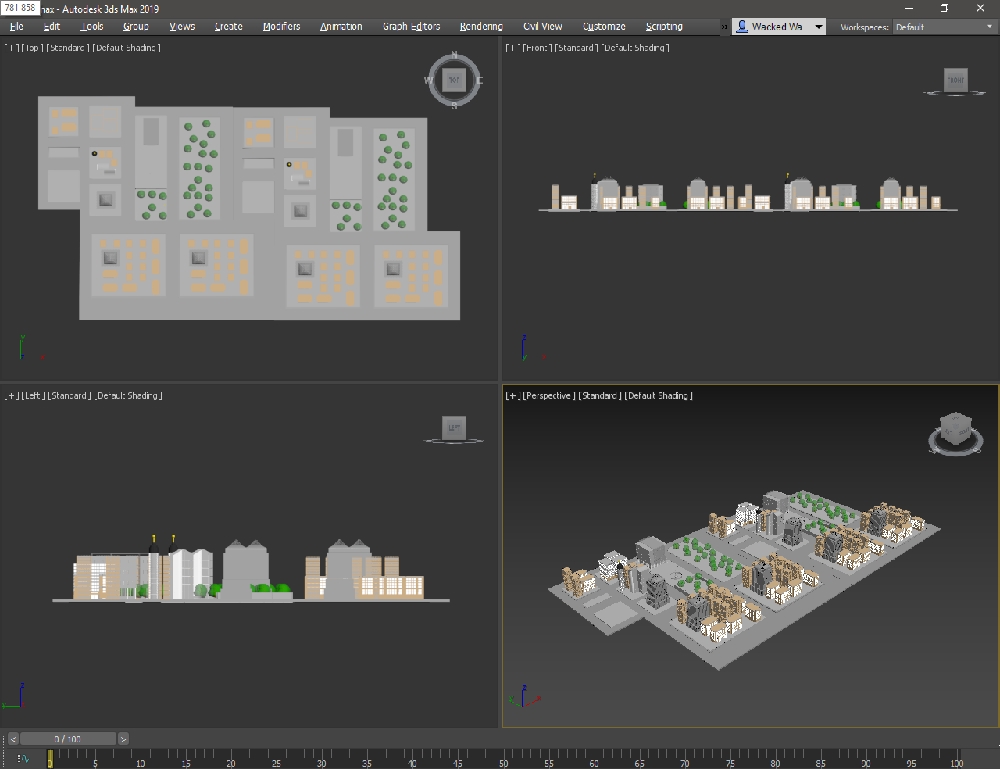 781 858 max - Autodesk 3ds Max 2019
File Edit Tools Group Views Create Modifiers Animation Graph Editors Rendering Civil View Customize Scripting » Wacked Wa Workspaces: Default
[+] [Top] [Standard] [Default Shading] [+] [Front] [Standard] [Default Shading]
N
W TOP E FRONT
S
y z
[+] [Left] [Standard] [Default Shading] [+] [Perspective] [Standard] [Default Shading]
LEFT
z z
< 0 / 100 >
0 5 10 15 20 25 30 35 40 45 50 55 60 65 70 75 80 85 90 95 100